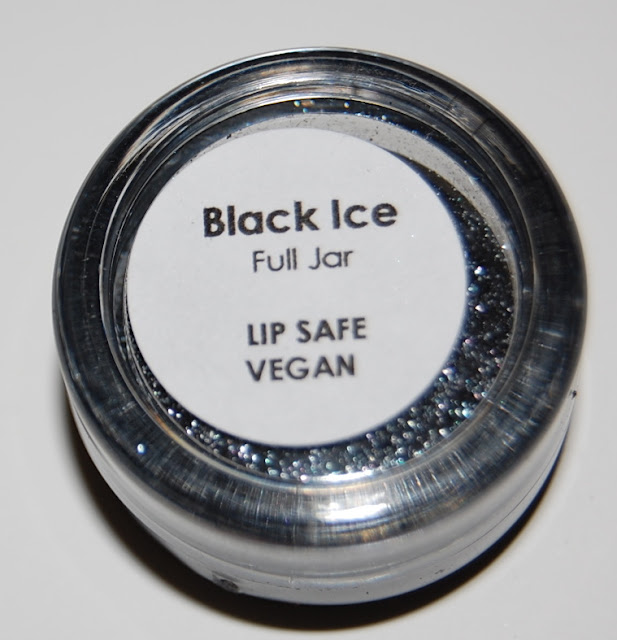 Black Ice
Full Jar
LIP SAFE
VEGAN